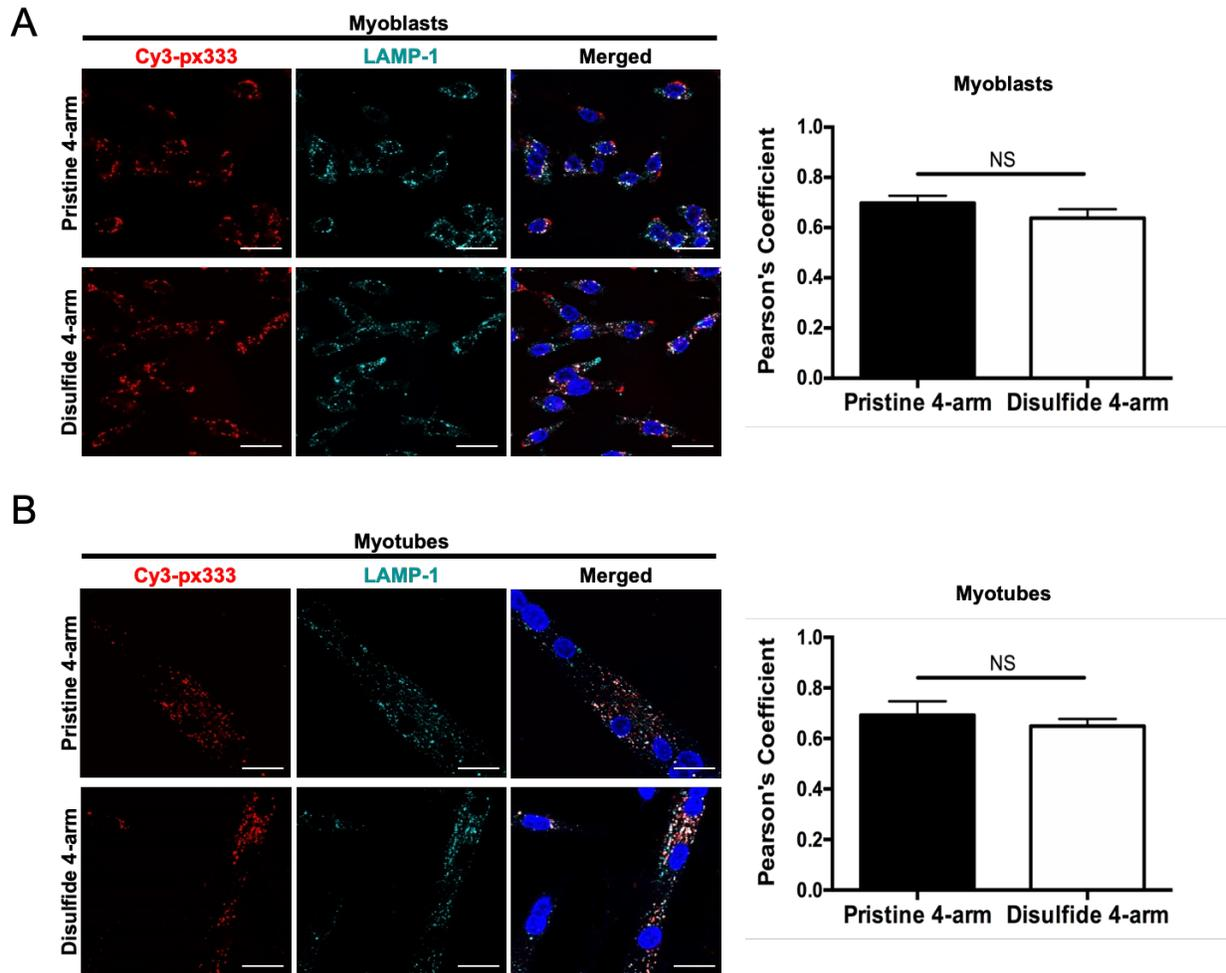 A
Myoblasts
Cy3-px333 LAMP-1 Merged
Pristine 4-arm
Disulfide 4-arm
Myoblasts
Pearson's Coefficient
1.0
0.8
0.6
0.4
0.2
0.0
NS
Pristine 4-arm Disulfide 4-arm
B
Myotubes
Cy3-px333 LAMP-1 Merged
Pristine 4-arm
Disulfide 4-arm
Myotubes
Pearson's Coefficient
1.0
0.8
0.6
0.4
0.2
0.0
NS
Pristine 4-arm Disulfide 4-arm